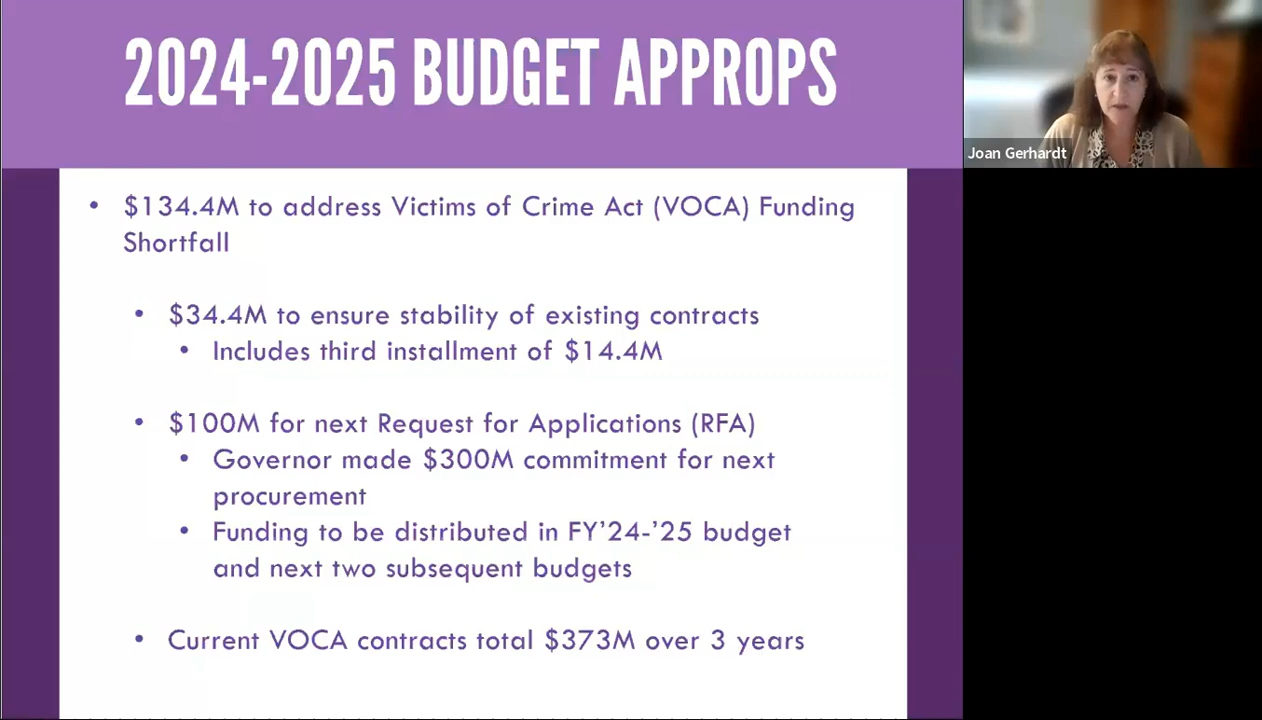 2024-2025 BUDGET APPROPS
Joan Gerhardt
• $134.4M to address Victims of Crime Act (VOCA) Funding
Shortfall
• $34.4M to ensure stability of existing contracts
• Includes third installment of $14.4M
• $100M for next Request for Applications (RFA)
• Governor made $300M commitment for next
procurement
• Funding to be distributed in FY’24-’25 budget
and next two subsequent budgets
• Current VOCA contracts total $373M over 3 years